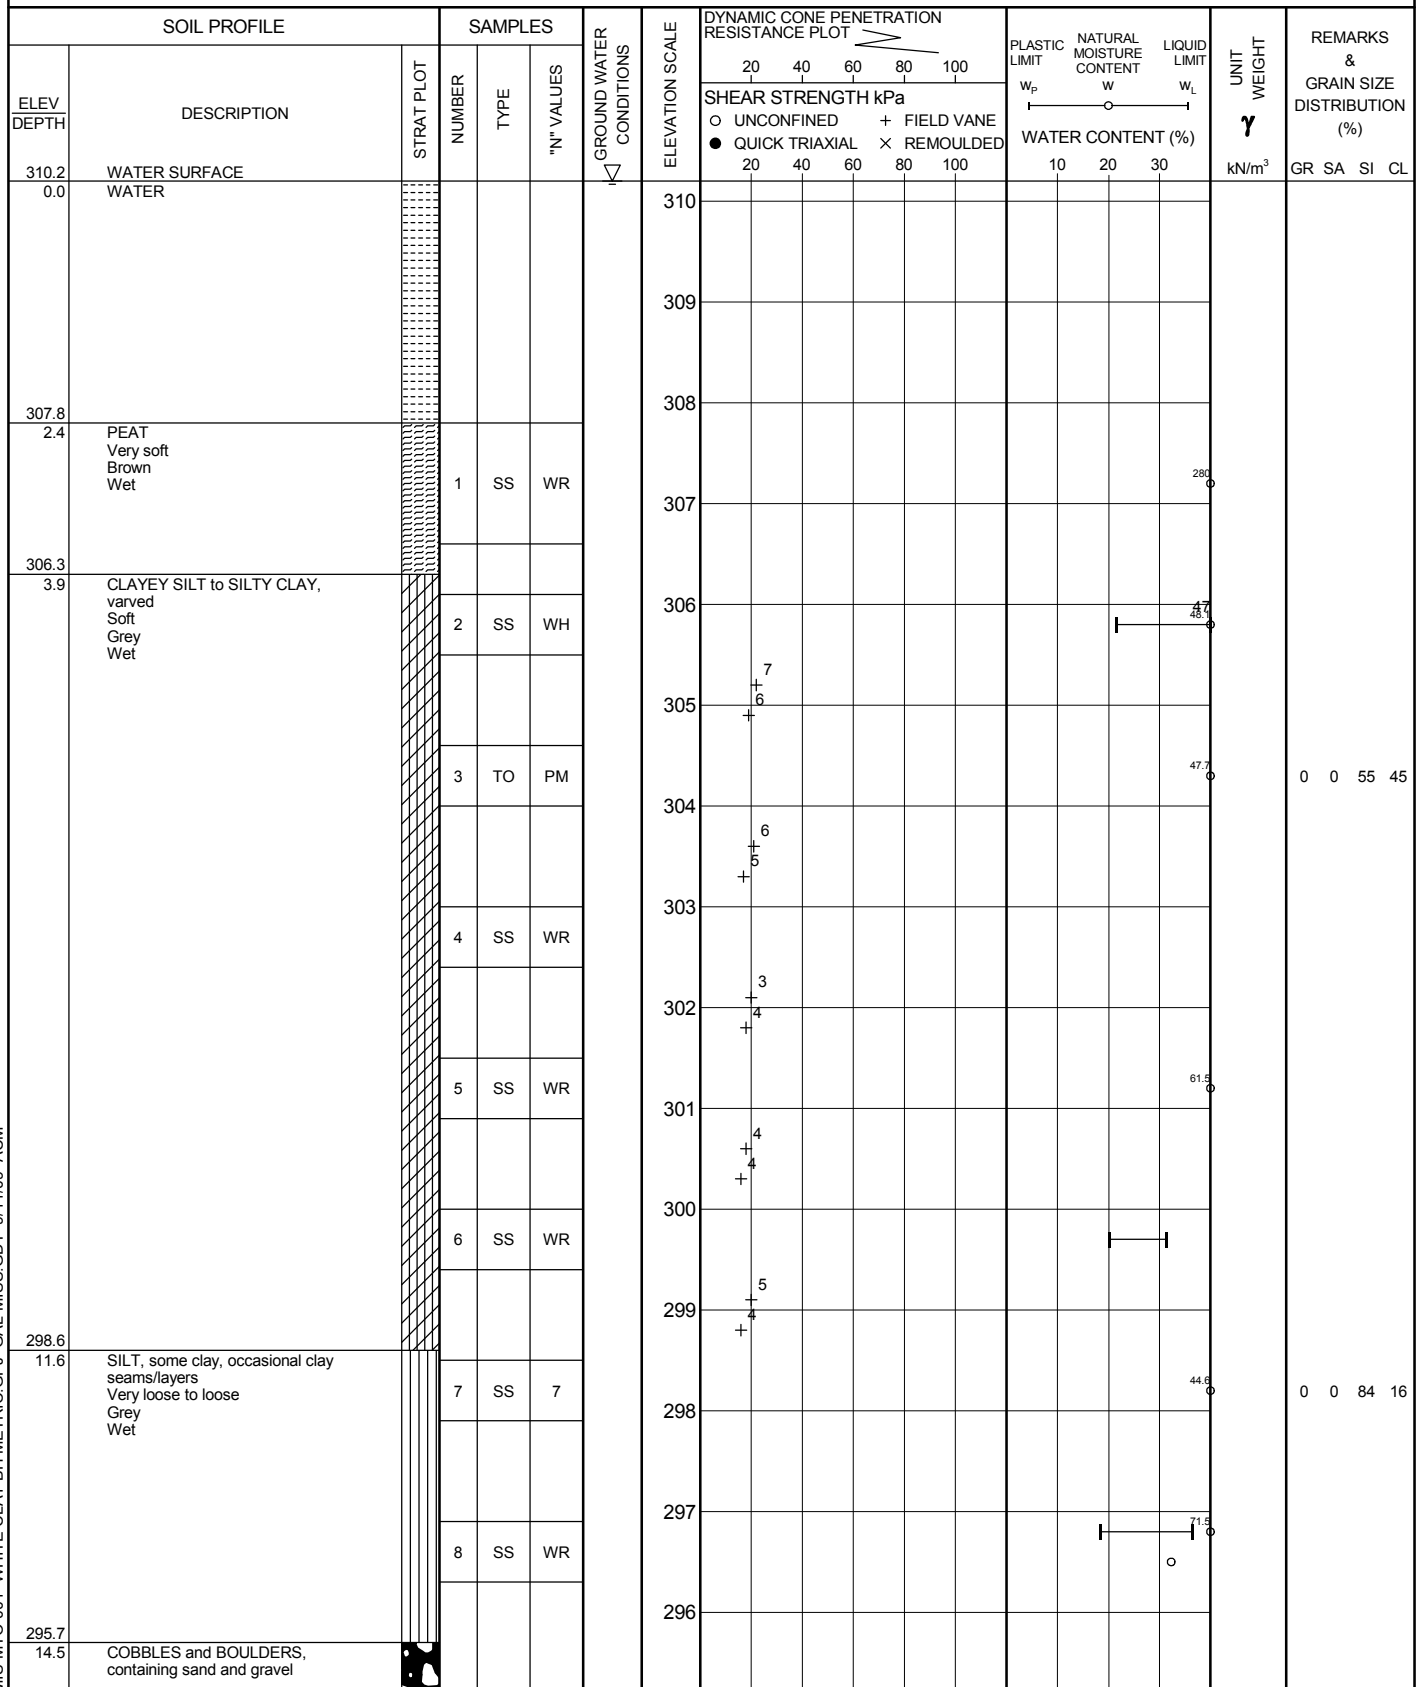 SOIL PROFILE
SAMPLES
GROUND WATER
CONDITIONS
ELEVATION SCALE
DYNAMIC CONE PENETRATION
RESISTANCE PLOT
20 40 60 80 100
SHEAR STRENGTH kPa
○ UNCONFINED + FIELD VANE
● QUICK TRIAXIAL × REMOULDED
20 40 60 80 100
PLASTIC
LIMIT
NATURAL
MOISTURE
CONTENT
LIQUID
LIMIT
WP W WL
WATER CONTENT (%)
10 20 30
UNIT
WEIGHT
γ
kN/m³
REMARKS
&
GRAIN SIZE
DISTRIBUTION
(%)
GR SA SI CL
ELEV
DEPTH
DESCRIPTION
STRAT PLOT
NUMBER
TYPE
"N" VALUES
310.2 WATER SURFACE
0.0 WATER
310
309
308
307.8
2.4 PEAT
Very soft
Brown
Wet
1 SS WR
280
307
306.3
3.9 CLAYEY SILT to SILTY CLAY,
varved
Soft
Grey
Wet
306
2 SS WH
47
48.1
7
6
305
3 TO PM
47.7
0 0 55 45
304
6
5
303
4 SS WR
3
302
4
5 SS WR
61.5
301
4
4
300
6 SS WR
5
299
4
298.6
11.6 SILT, some clay, occasional clay
seams/layers
Very loose to loose
Grey
Wet
7 SS 7
44.6
0 0 84 16
298
297
8 SS WR
71.5
296
295.7
14.5 COBBLES and BOULDERS,
containing sand and gravel